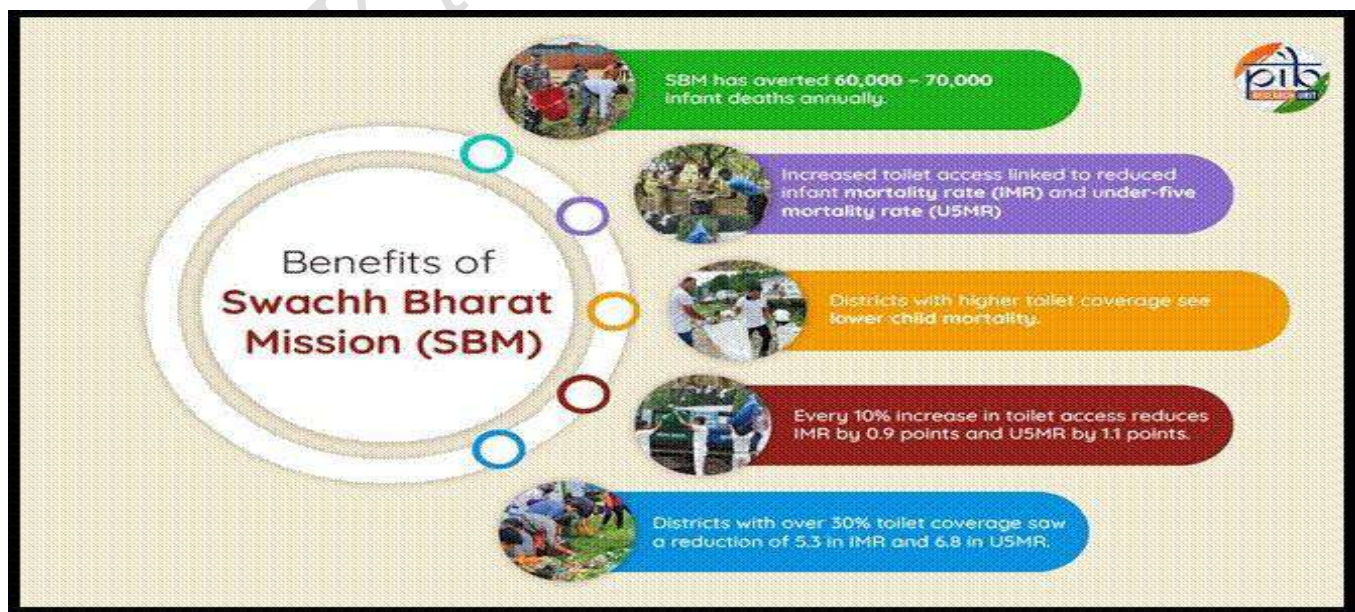 SBM has averted 60,000 – 70,000
infant deaths annually.
pib
RESEARCH UNIT
Increased toilet access linked to reduced
infant mortality rate (IMR) and under-five
mortality rate (U5MR)
Benefits of
Swachh Bharat
Mission (SBM)
Districts with higher toilet coverage see
lower child mortality.
Every 10% increase in toilet access reduces
IMR by 0.9 points and U5MR by 1.1 points.
Districts with over 30% toilet coverage saw
a reduction of 5.3 in IMR and 6.8 in U5MR.